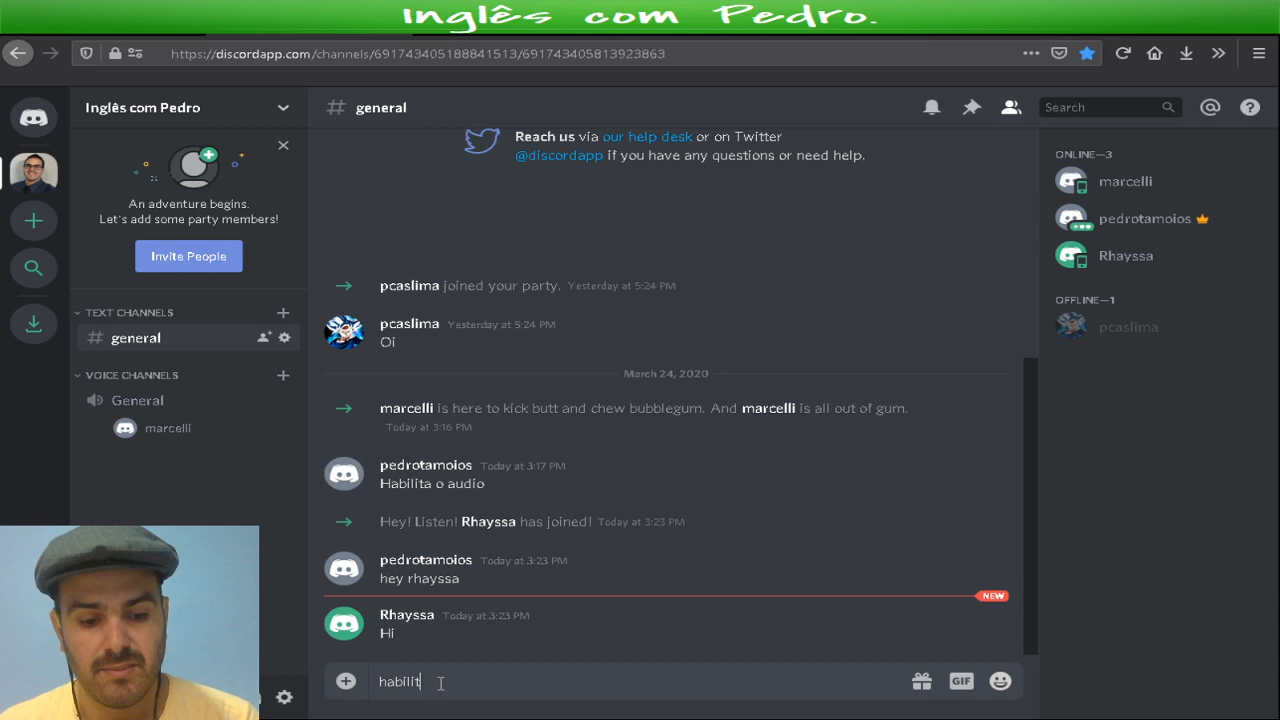 Inglês com Pedro.
https://discordapp.com/channels/691743405188841513/691743405813923863
Inglês com Pedro
general
Search
Reach us via our help desk or on Twitter
@discordapp if you have any questions or need help.
An adventure begins.
Let's add some party members!
Invite People
TEXT CHANNELS
general
VOICE CHANNELS
General
marcelli
pcaslima joined your party. Yesterday at 5:24 PM
pcaslima Yesterday at 5:24 PM
Oi
March 24, 2020
marcelli is here to kick butt and chew bubblegum. And marcelli is all out of gum.
Today at 3:16 PM
pedrotamoios Today at 3:17 PM
Habilita o audio
Hey! Listen! Rhayssa has joined! Today at 3:23 PM
pedrotamoios Today at 3:23 PM
hey rhayssa
NEW
Rhayssa Today at 3:23 PM
Hi
habilit
GIF
ONLINE—3
marcelli
pedrotamoios
Rhayssa
OFFLINE—1
pcaslima